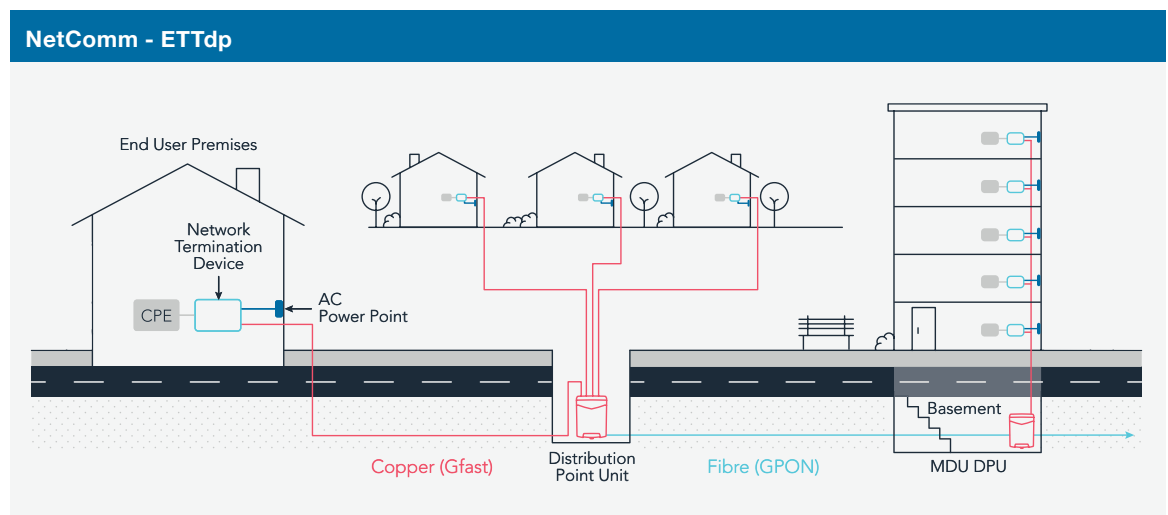 NetComm - ETTdp
End User Premises
Network
Termination
Device
CPE
AC
Power Point
Basement
Copper (Gfast)
Distribution
Point Unit
Fibre (GPON)
MDU DPU